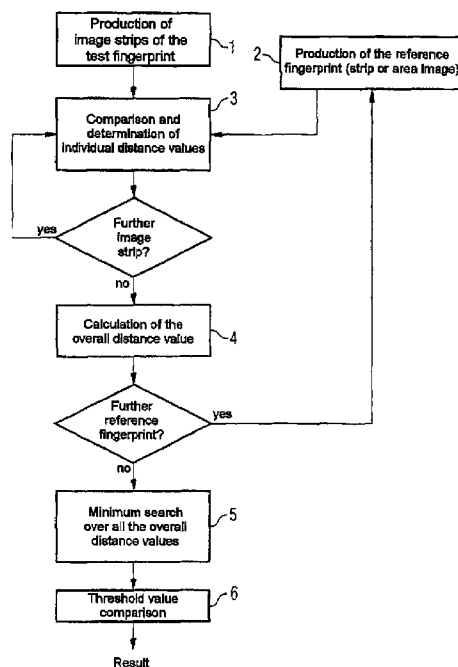 Production of
image strips of the
test fingerprint
1
2
Production of the reference
fingerprint (strip or area image)
3
Comparison and
determination of
individual distance values
yes
Further
image
strip?
no
Calculation of the
overall distance value
4
Further
reference
fingerprint?
yes
no
Minimum search
over all the overall
distance values
5
Threshold value
comparison
6
Result